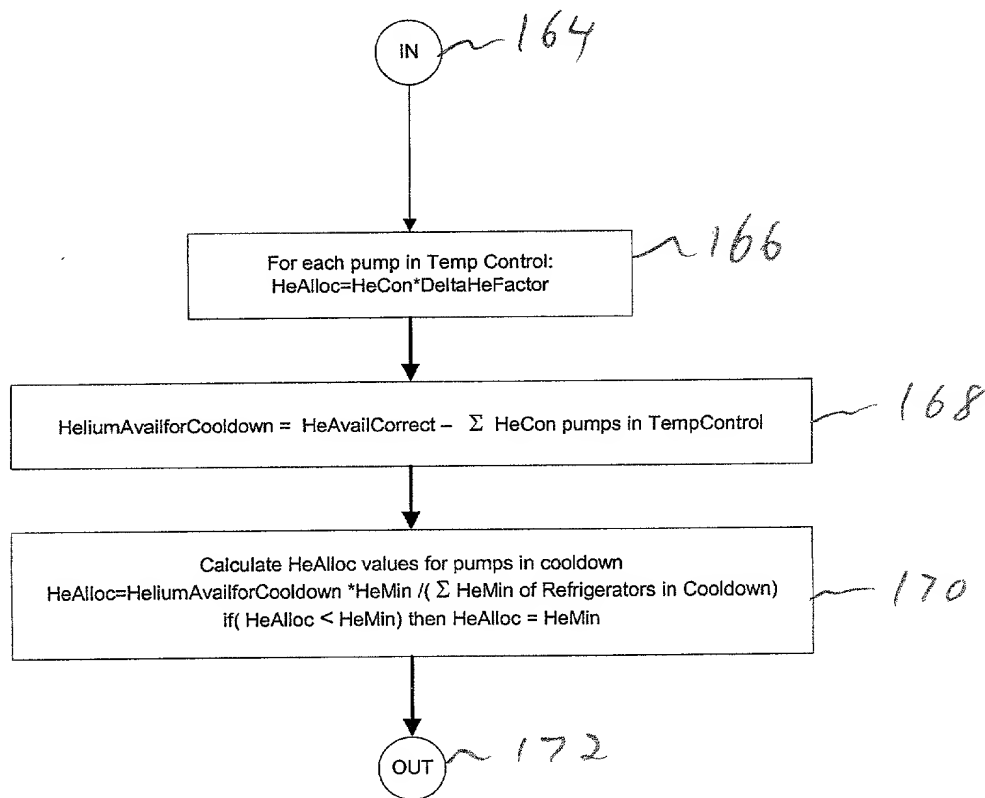 IN
164
For each pump in Temp Control:
HeAlloc=HeCon*DeltaHeFactor
166
HeliumAvailforCooldown = HeAvailCorrect – Σ HeCon pumps in TempControl
168
Calculate HeAlloc values for pumps in cooldown
HeAlloc=HeliumAvailforCooldown *HeMin /( Σ HeMin of Refrigerators in Cooldown)
if( HeAlloc < HeMin) then HeAlloc = HeMin
170
OUT
172